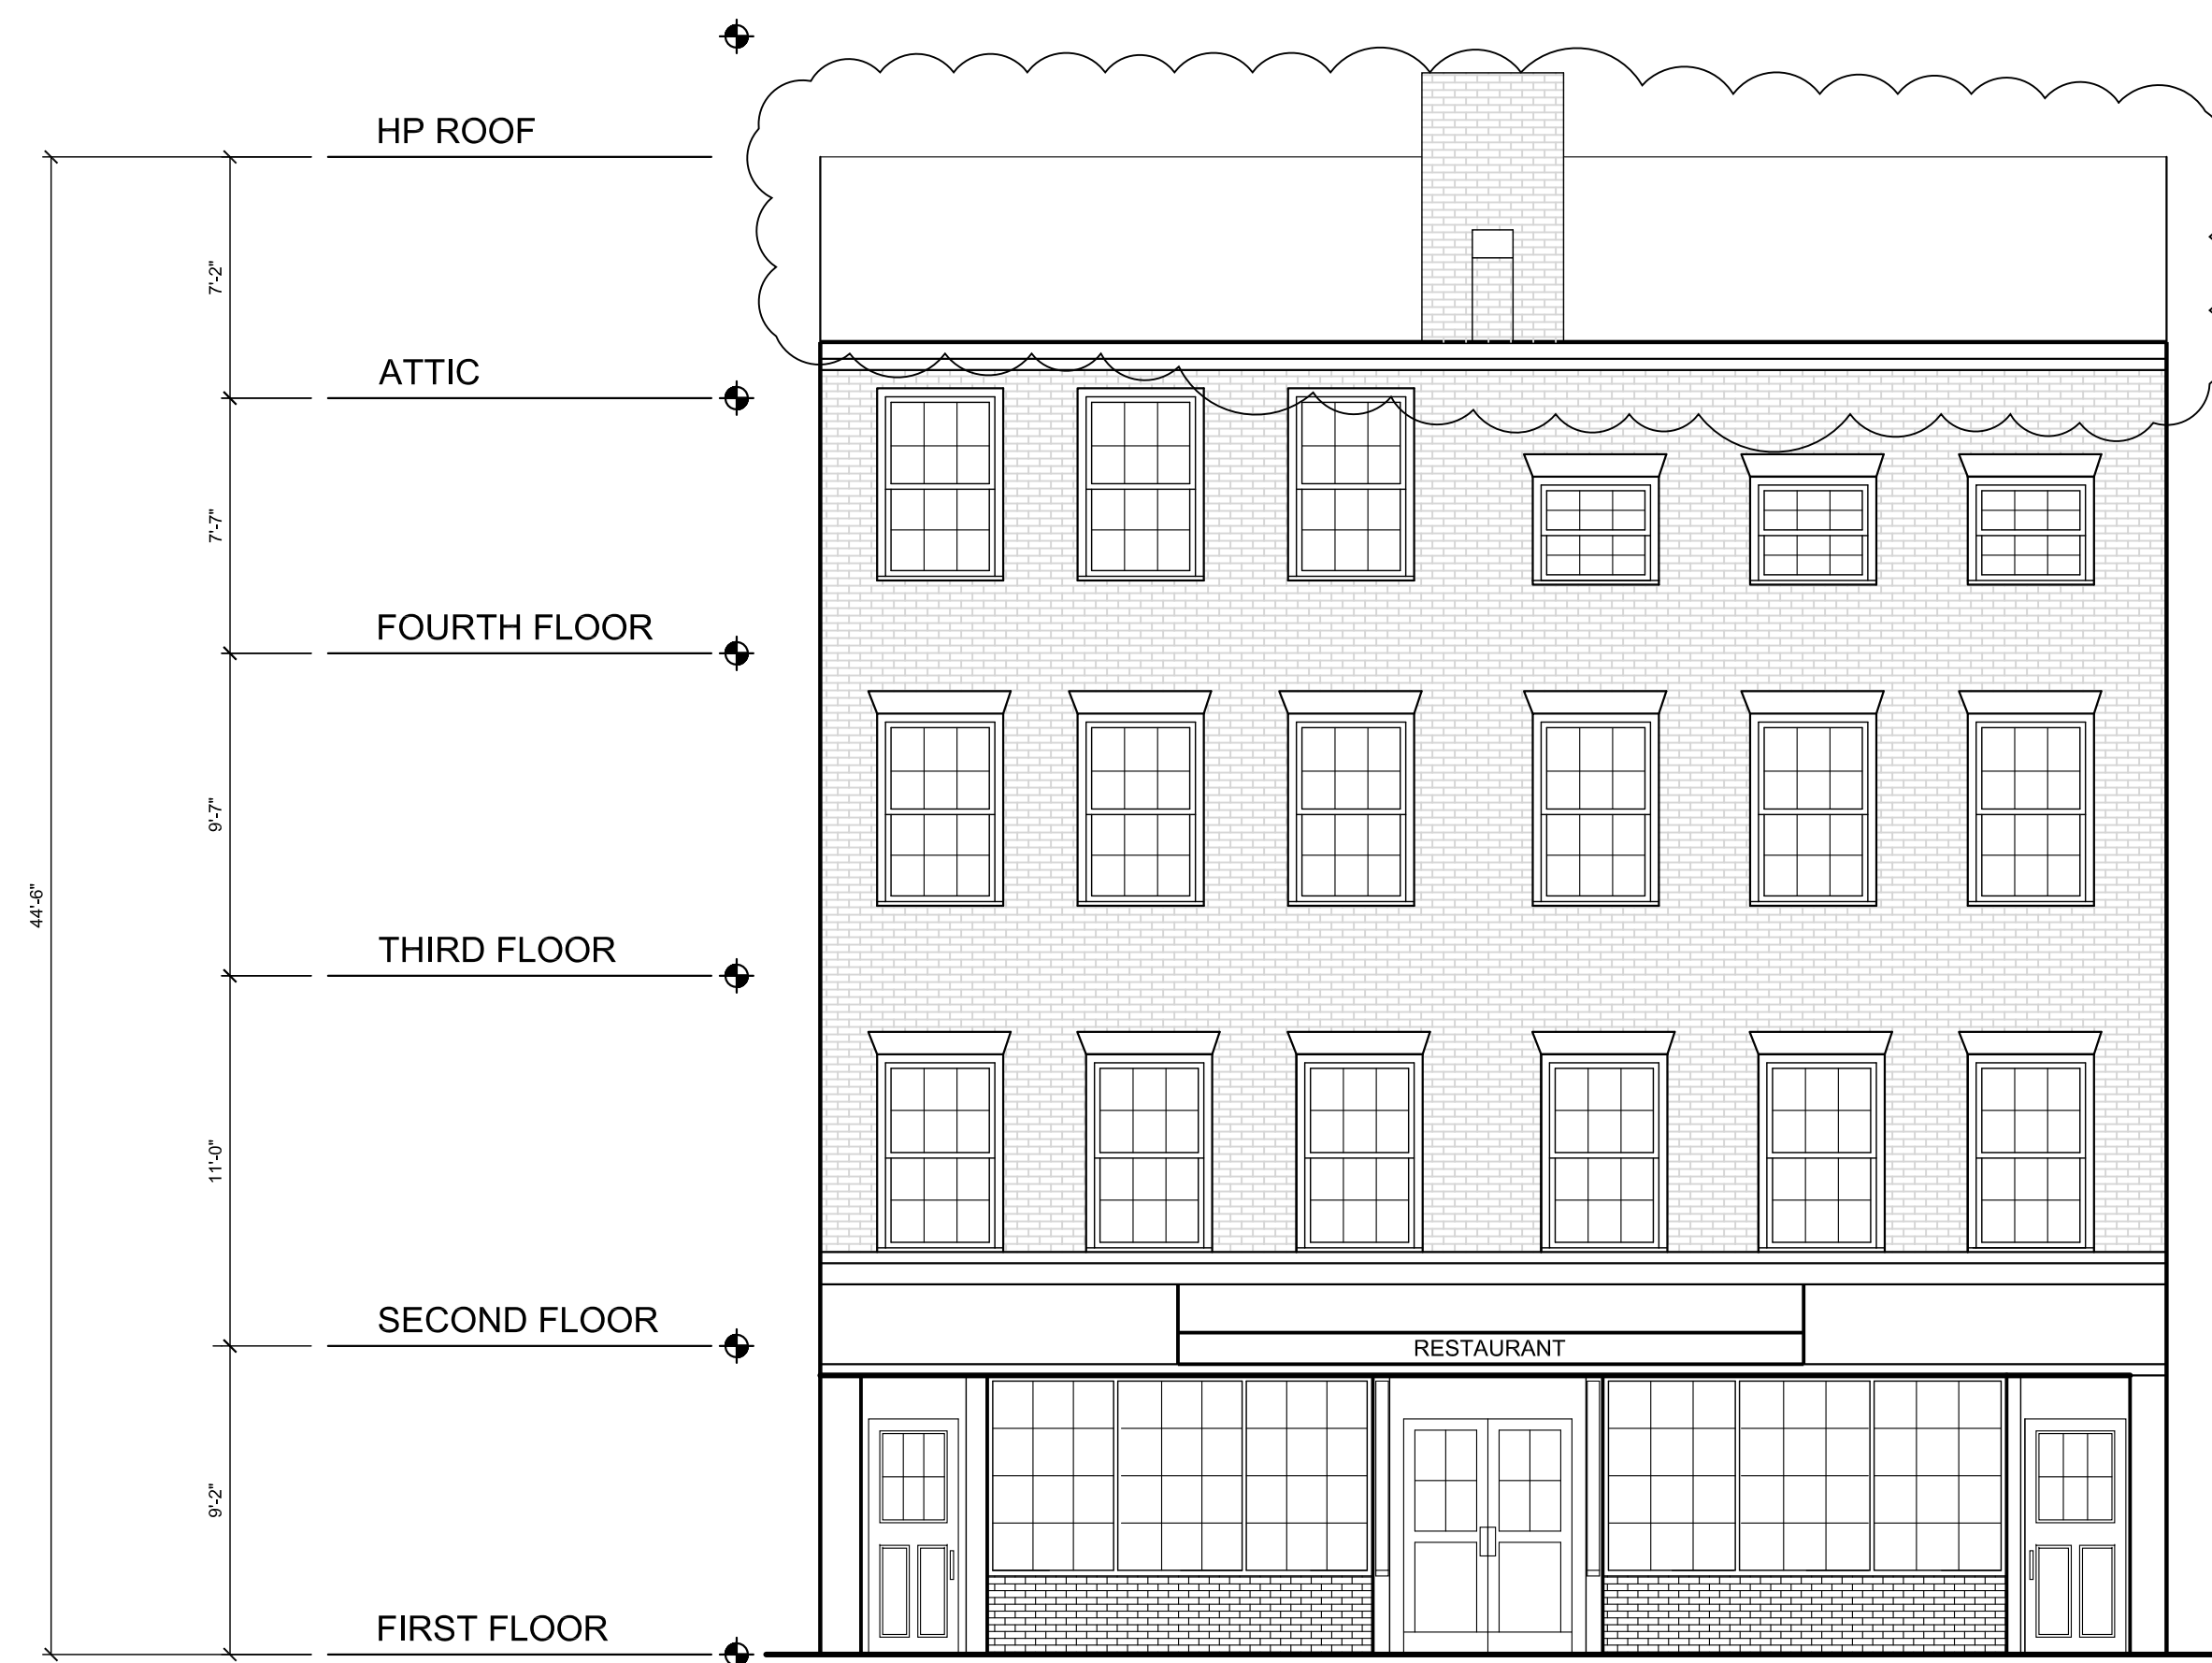 HP ROOF
7'-2"
ATTIC
7'-7"
FOURTH FLOOR
9'-7"
44'-6"
THIRD FLOOR
11'-0"
SECOND FLOOR
RESTAURANT
9'-2"
FIRST FLOOR